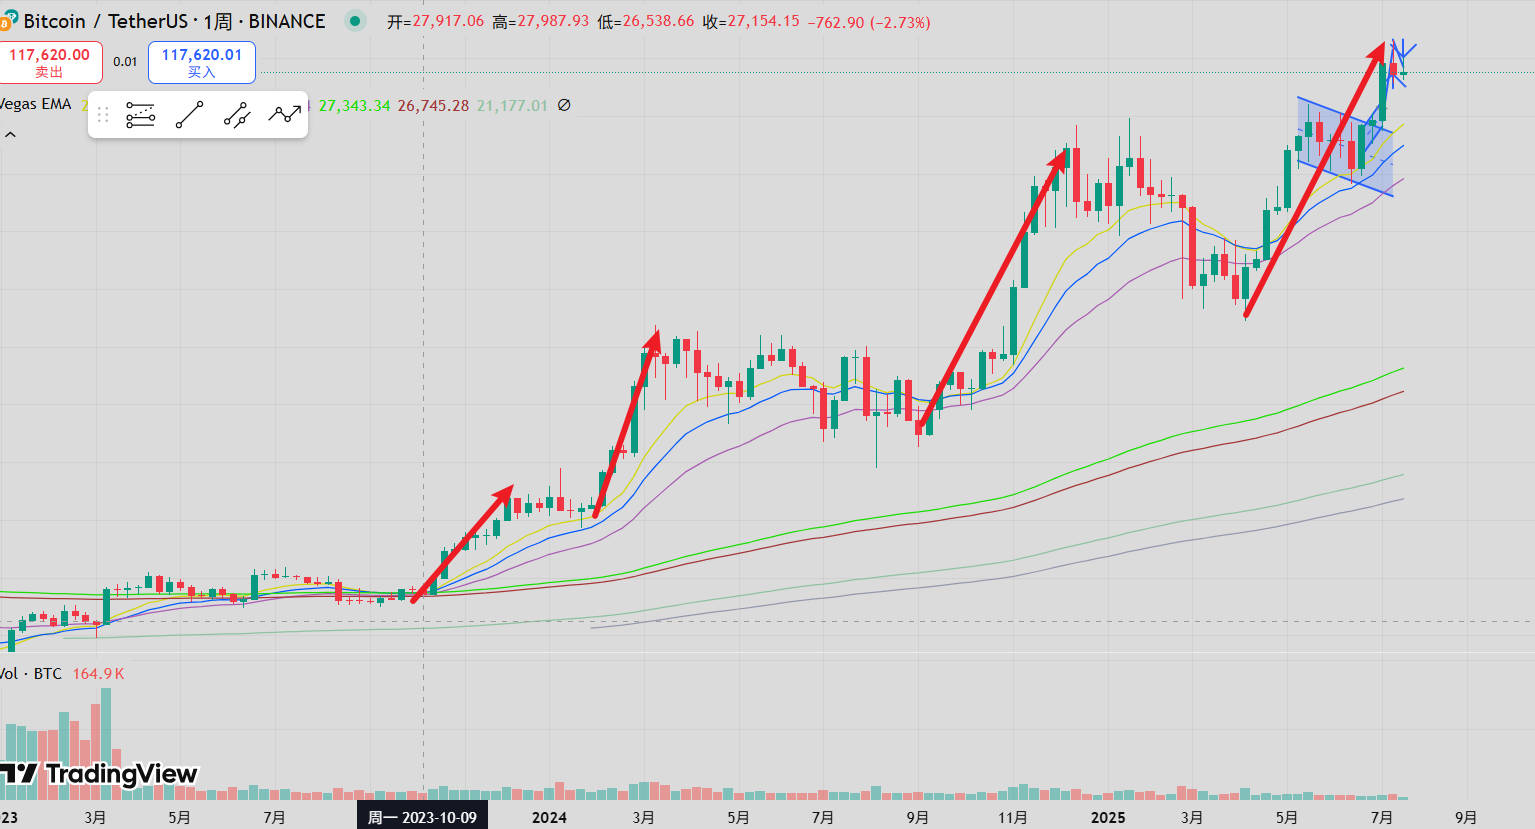 Bitcoin / TetherUS · 1周 · BINANCE 开=27,917.06 高=27,987.93 低=26,538.66 收=27,154.15 −762.90 (−2.73%)
117,620.00 0.01 117,620.01
卖出 买入
Vegas EMA 27,343.34 26,745.28 21,177.01 ∅
Vol · BTC 164.9 K
TradingView
3月 5月 7月 周一 2023-10-09 2024 3月 5月 7月 9月 11月 2025 3月 5月 7月 9月